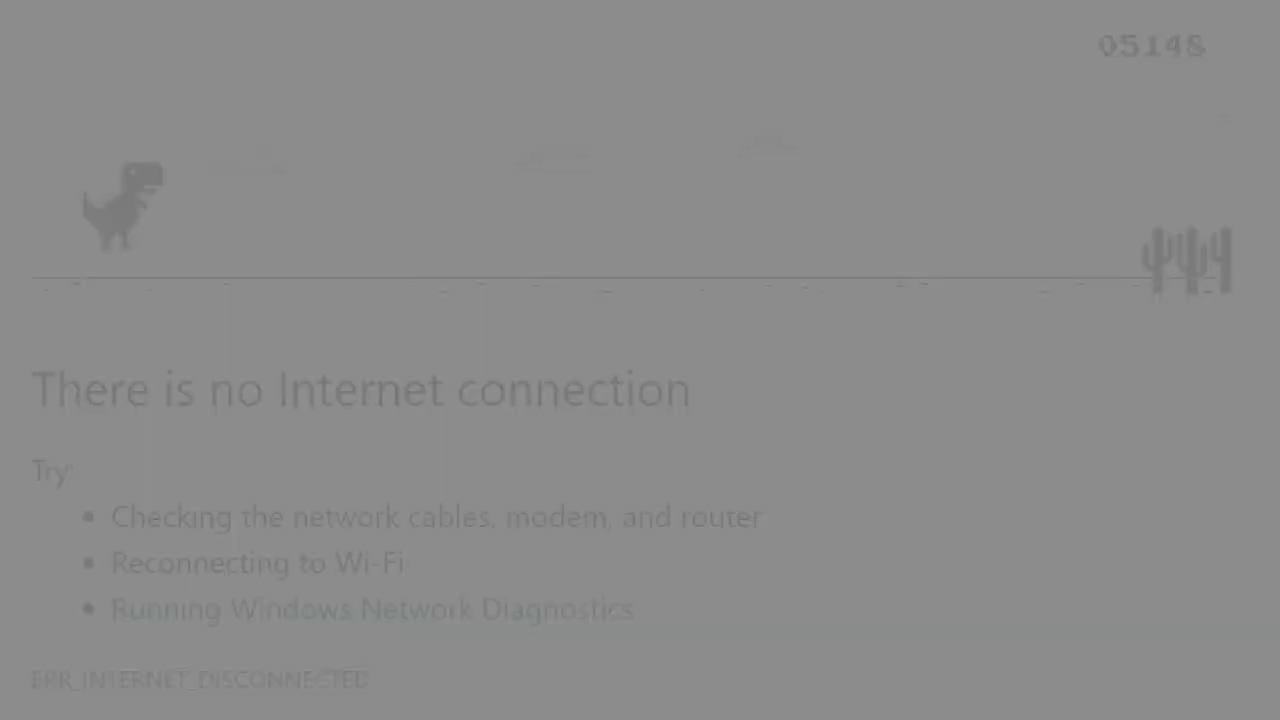 05148
There is no Internet connection
Try:
• Checking the network cables, modem, and router
• Reconnecting to Wi-Fi
• Running Windows Network Diagnostics
ERR_INTERNET_DISCONNECTED